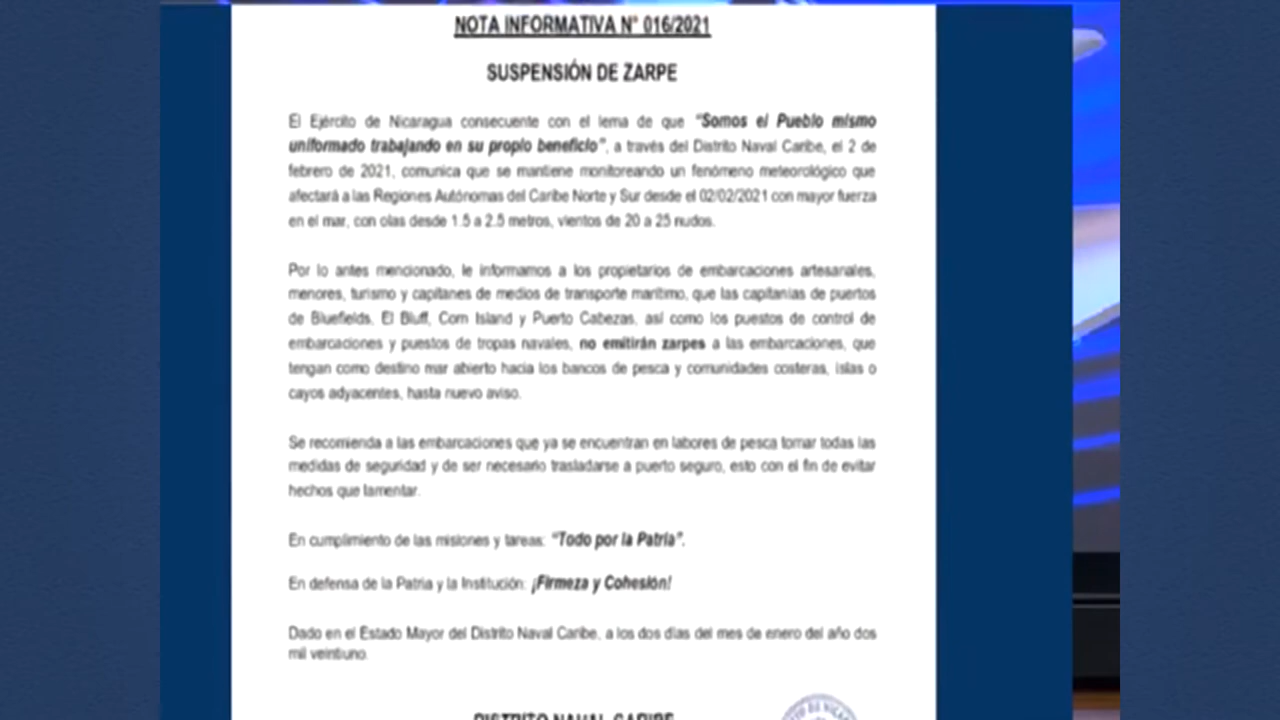 NOTA INFORMATIVA N° 016/2021
SUSPENSIÓN DE ZARPE
El Ejército de Nicaragua consecuente con el lema de que "Somos el Pueblo mismo
uniformado trabajando en su propio beneficio", a través del Distrito Naval Caribe, el 2 de
febrero de 2021, comunica que se mantiene monitoreando un fenómeno meteorológico que
afectará a las Regiones Autónomas del Caribe Norte y Sur desde el 02/02/2021 con mayor fuerza
en el mar, con olas desde 1.5 a 2.5 metros, vientos de 20 a 25 nudos.
Por lo antes mencionado, le informamos a los propietarios de embarcaciones artesanales,
menores, turismo y capitanes de medios de transporte marítimo, que las capitanías de puertos
de Bluefields, El Bluff, Corn Island y Puerto Cabezas, así como los puestos de control de
embarcaciones y puestos de tropas navales, no emitirán zarpes a las embarcaciones, que
tengan como destino mar abierto hacia los bancos de pesca y comunidades costeras, islas o
cayos adyacentes, hasta nuevo aviso.
Se recomienda a las embarcaciones que ya se encuentran en labores de pesca tomar todas las
medidas de seguridad y de ser necesario trasladarse a puerto seguro, esto con el fin de evitar
hechos que lamentar.
En cumplimiento de las misiones y tareas: "Todo por la Patria".
En defensa de la Patria y la Institución: ¡Firmeza y Cohesión!
Dado en el Estado Mayor del Distrito Naval Caribe, a los dos días del mes de enero del año dos
mil veintiuno.
DISTRITO NAVAL CARIBE